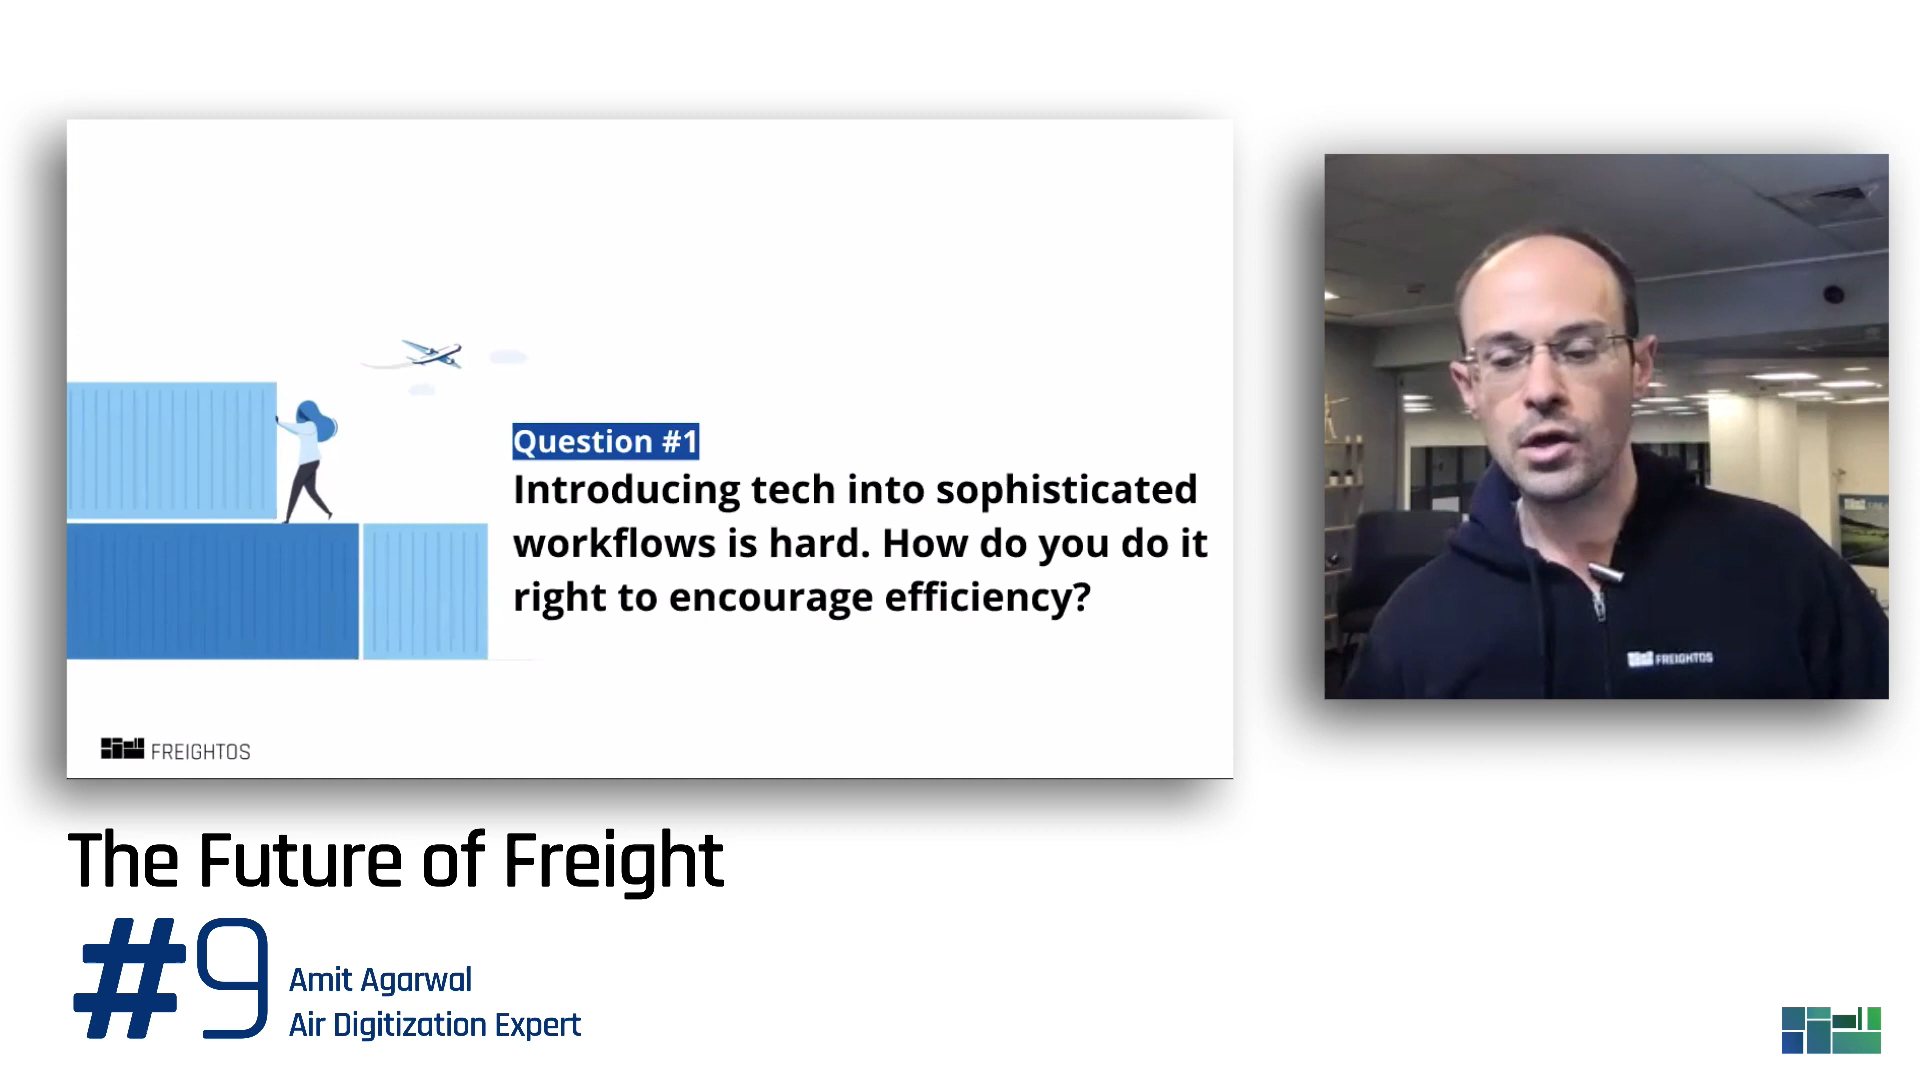 Question #1
Introducing tech into sophisticated
workflows is hard. How do you do it
right to encourage efficiency?
FREIGHTOS
FREIGHTOS
The Future of Freight
#9
Amit Agarwal
Air Digitization Expert